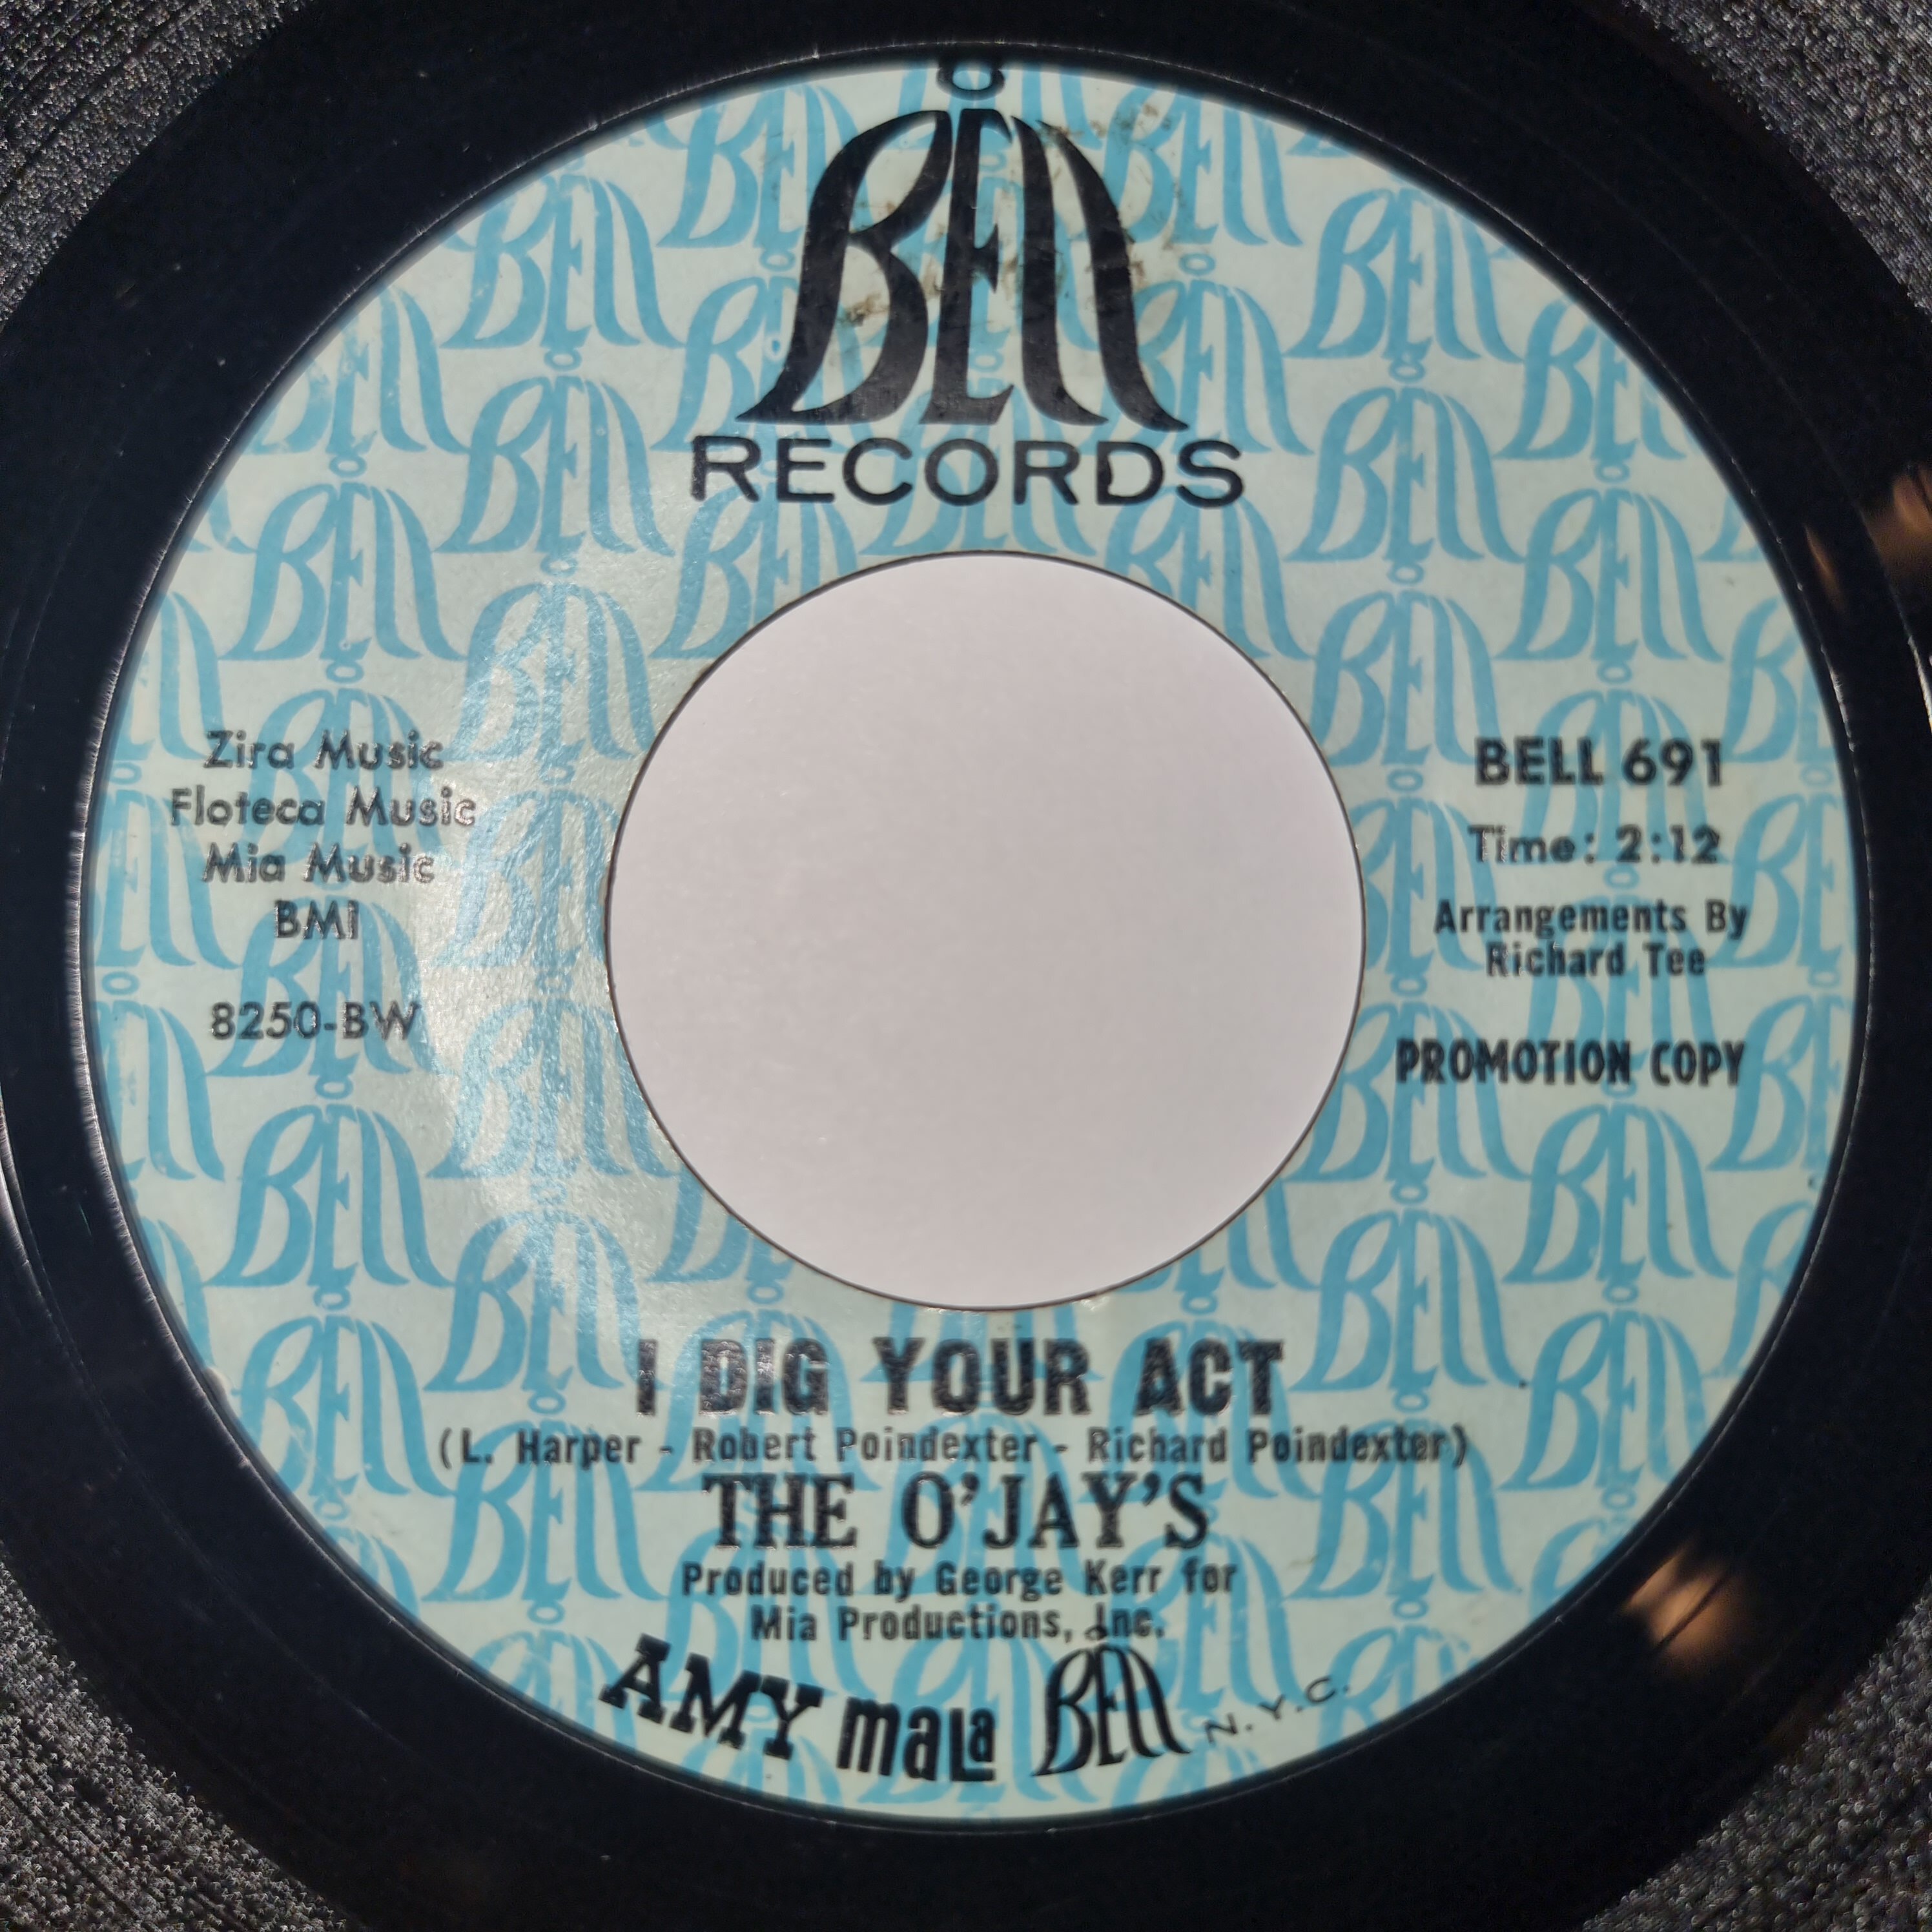 BELL
RECORDS
Zira Music
Floteca Music
Mia Music
BMI
8250-BW
BELL 691
Time: 2:12
Arrangements By
Richard Tee
PROMOTION COPY
I DIG YOUR ACT
(L. Harper - Robert Poindexter - Richard Poindexter)
THE O'JAY'S
Produced by George Kerr for
Mia Productions, Inc.
AMY mala BELL N.Y.C.